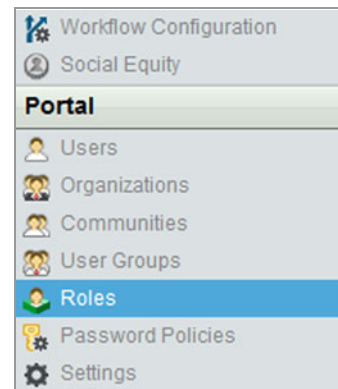 Workflow Configuration
Social Equity
Portal
Users
Organizations
Communities
User Groups
Roles
Password Policies
Settings